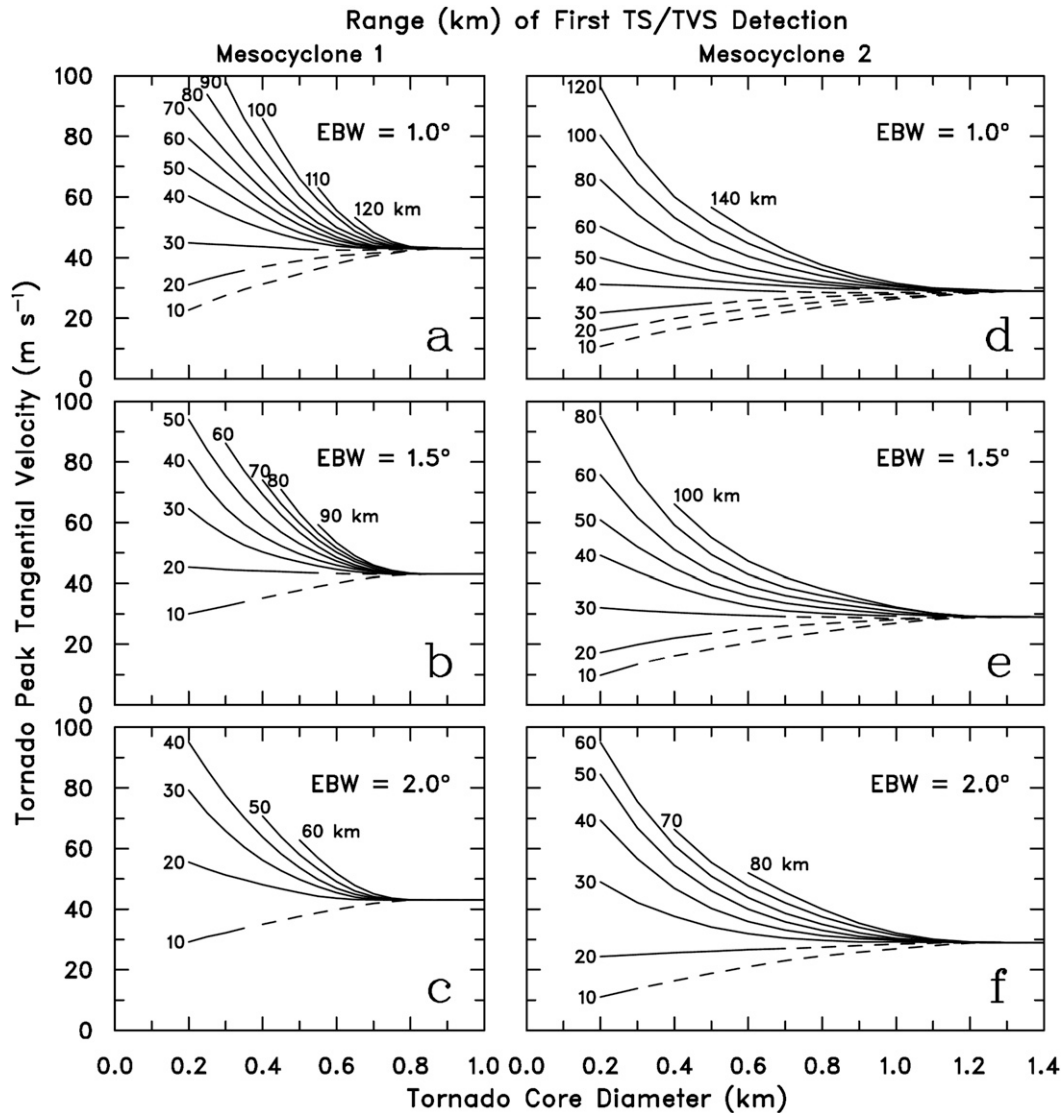 Range (km) of First TS/TVS Detection
Mesocyclone 1
Mesocyclone 2
Tornado Peak Tangential Velocity (m s⁻¹)
100
80
60
40
20
0
90
80
70
60
50
40
30
20
10
100
110
120 km
EBW = 1.0°
a
120
100
80
60
50
40
30
20
10
140 km
EBW = 1.0°
d
100
80
60
40
20
0
50
40
30
20
10
60
70
80
90 km
EBW = 1.5°
b
80
60
50
40
30
20
10
100 km
EBW = 1.5°
e
100
80
60
40
20
0
40
30
20
10
50
60 km
EBW = 2.0°
c
60
50
40
30
20
10
70
80 km
EBW = 2.0°
f
0.0 0.2 0.4 0.6 0.8 1.0
0.0 0.2 0.4 0.6 0.8 1.0 1.2 1.4
Tornado Core Diameter (km)